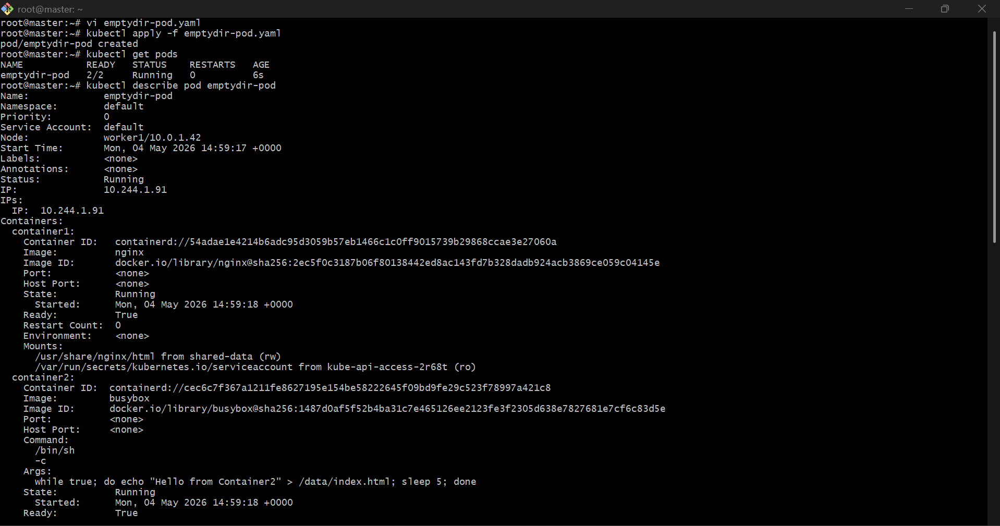 root@master: ~
root@master:~# vi emptydir-pod.yaml
root@master:~# kubectl apply -f emptydir-pod.yaml
pod/emptydir-pod created
root@master:~# kubectl get pods
NAME           READY   STATUS    RESTARTS   AGE
emptydir-pod   2/2     Running   0          6s
root@master:~# kubectl describe pod emptydir-pod
Name:             emptydir-pod
Namespace:        default
Priority:         0
Service Account:  default
Node:             worker1/10.0.1.42
Start Time:       Mon, 04 May 2026 14:59:17 +0000
Labels:           <none>
Annotations:      <none>
Status:           Running
IP:               10.244.1.91
IPs:
  IP:  10.244.1.91
Containers:
  container1:
    Container ID:   containerd://54adae1e4214b6adc95d3059b57eb1466c1c0ff9015739b29868ccae3e27060a
    Image:          nginx
    Image ID:       docker.io/library/nginx@sha256:2ec5f0c3187b06f80138442ed8ac143fd7b328dadb924acb3869ce059c04145e
    Port:           <none>
    Host Port:      <none>
    State:          Running
      Started:      Mon, 04 May 2026 14:59:18 +0000
    Ready:          True
    Restart Count:  0
    Environment:    <none>
    Mounts:
      /usr/share/nginx/html from shared-data (rw)
      /var/run/secrets/kubernetes.io/serviceaccount from kube-api-access-2r68t (ro)
  container2:
    Container ID:  containerd://cec6c7f367a1211fe8627195e154be58222645f09bd9fe29c523f78997a421c8
    Image:         busybox
    Image ID:      docker.io/library/busybox@sha256:1487d0af5f52b4ba31c7e465126ee2123fe3f2305d638e7827681e7cf6c83d5e
    Port:          <none>
    Host Port:     <none>
    Command:
      /bin/sh
      -c
    Args:
      while true; do echo "Hello from Container2" > /data/index.html; sleep 5; done
    State:          Running
      Started:      Mon, 04 May 2026 14:59:18 +0000
    Ready:          True